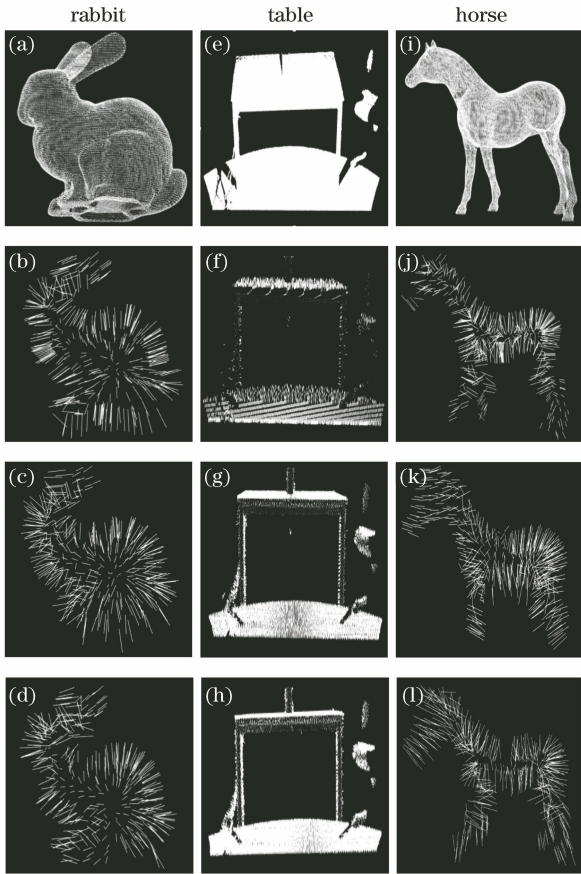 rabbit table horse
(a) (e) (i)
(b) (f) (j)
(c) (g) (k)
(d) (h) (l)